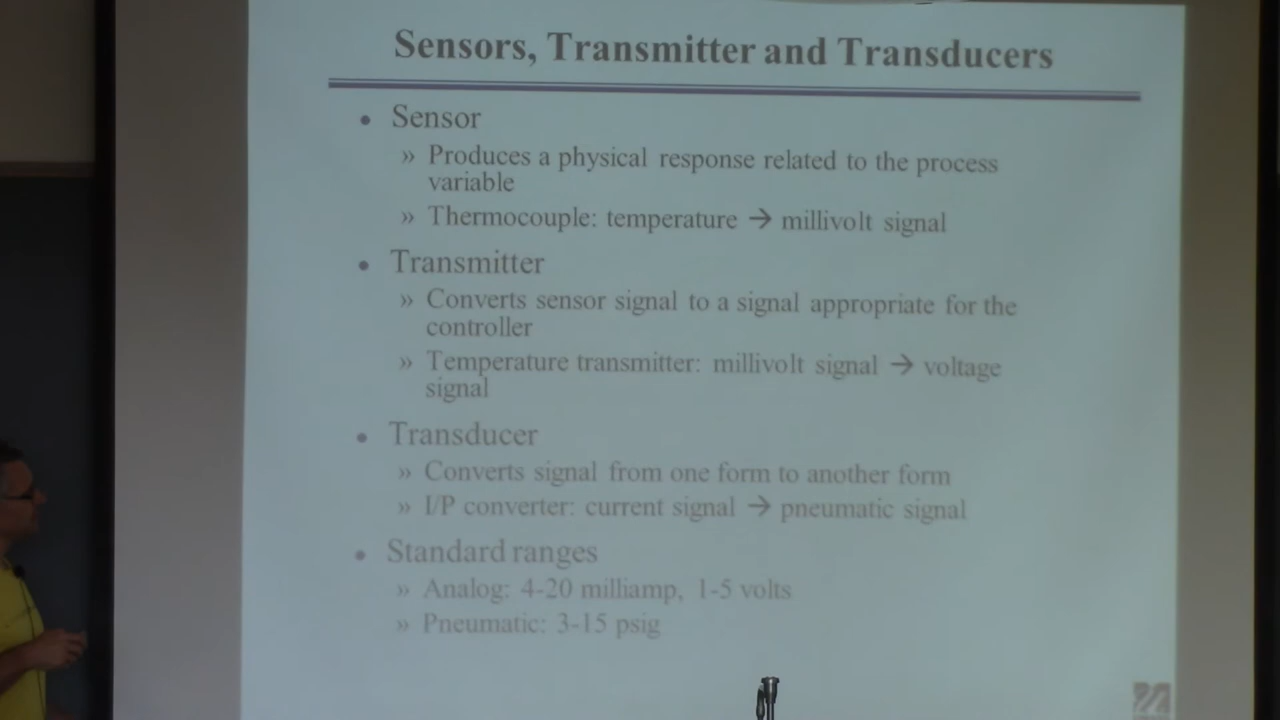 Sensors, Transmitter and Transducers
• Sensor
» Produces a physical response related to the process
variable
» Thermocouple: temperature → millivolt signal
• Transmitter
» Converts sensor signal to a signal appropriate for the
controller
» Temperature transmitter: millivolt signal → voltage
signal
• Transducer
» Converts signal from one form to another form
» I/P converter: current signal → pneumatic signal
• Standard ranges
» Analog: 4-20 milliamp, 1-5 volts
» Pneumatic: 3-15 psig